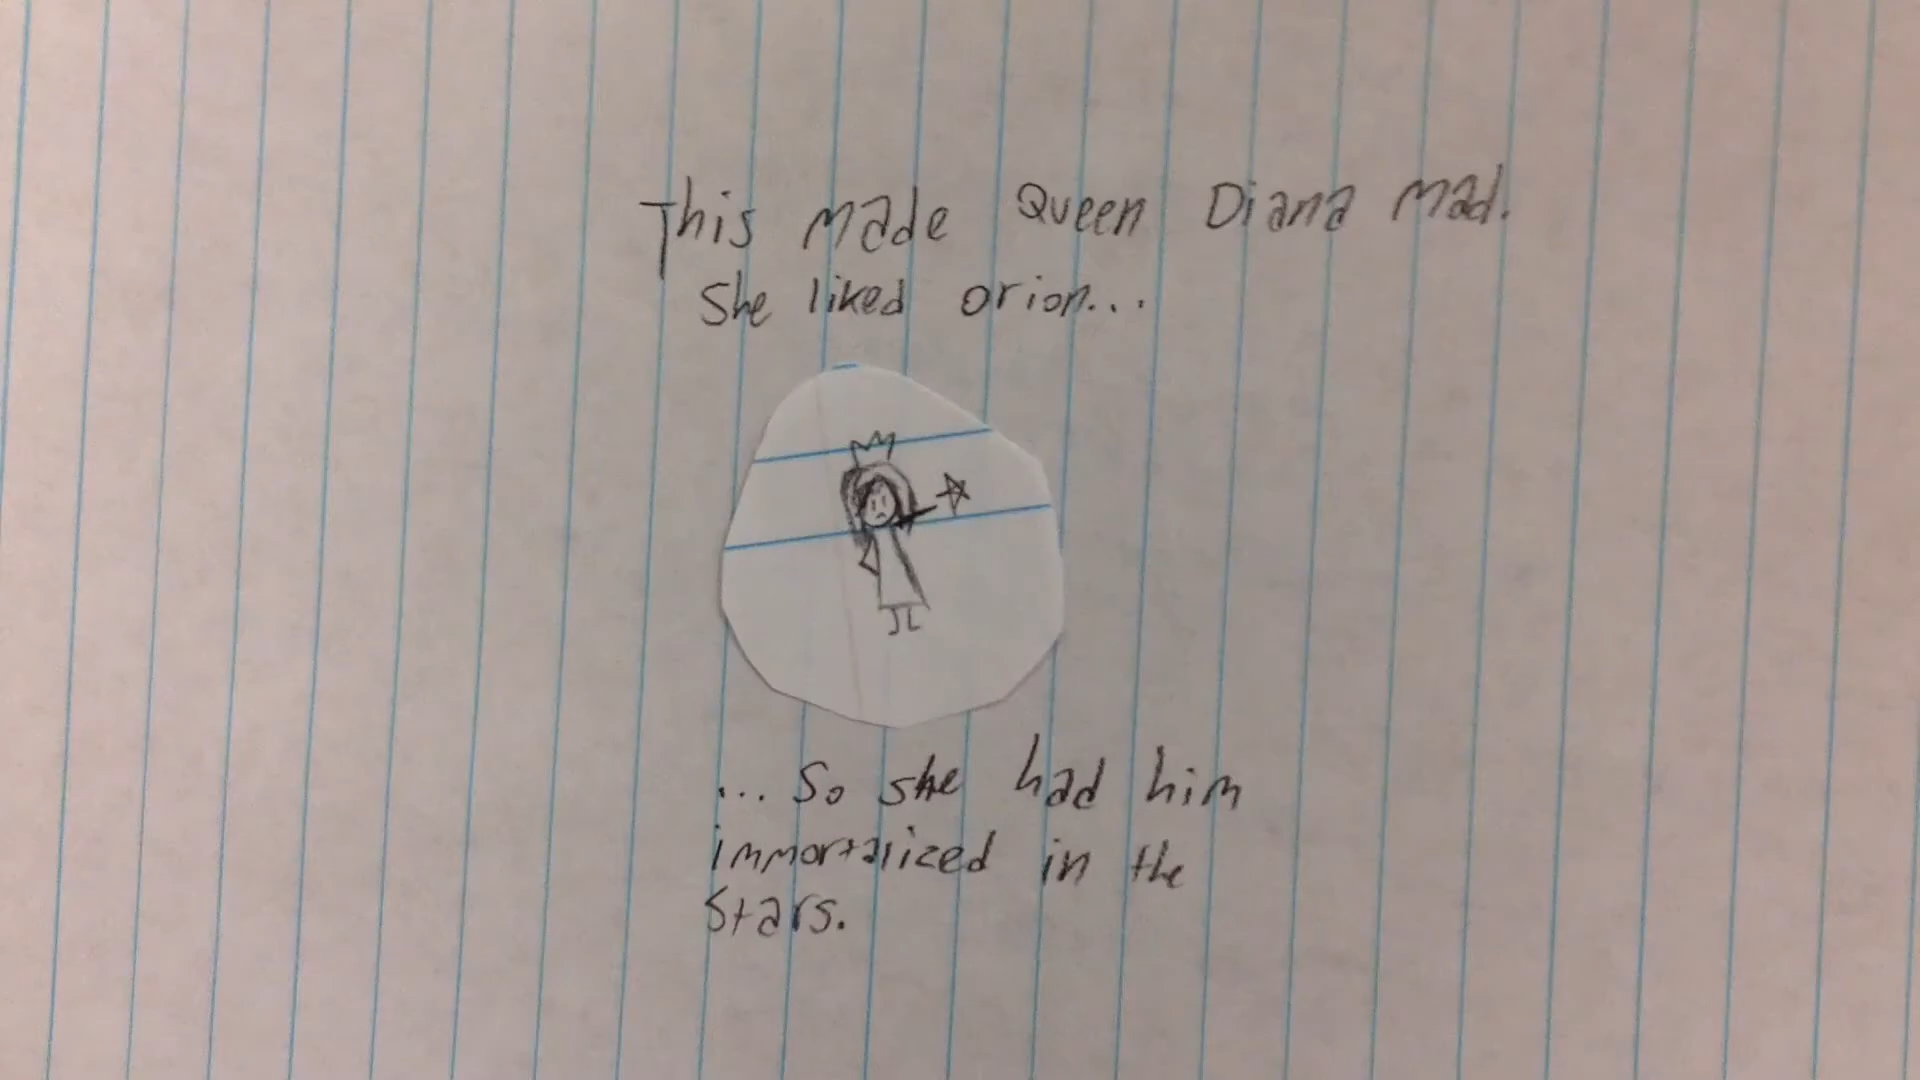 This made Queen Diana mad.
She liked orion...
... So she had him
immortalized in the
Stars.